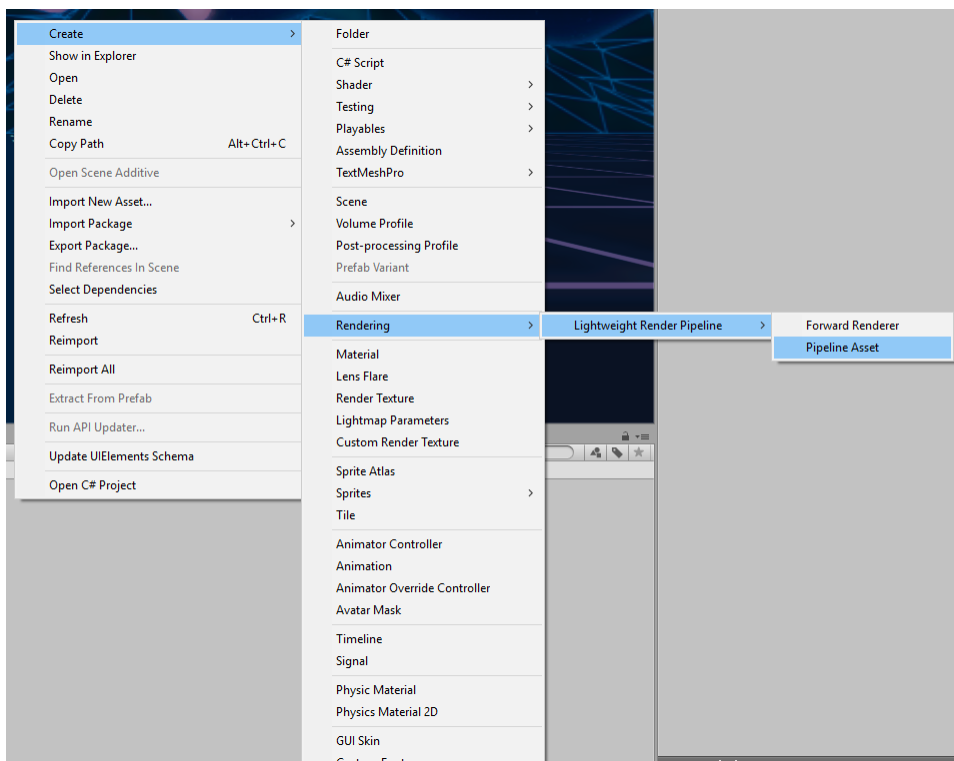 Create
Show in Explorer
Open
Delete
Rename
Copy Path Alt+Ctrl+C
Open Scene Additive
Import New Asset...
Import Package
Export Package...
Find References In Scene
Select Dependencies
Refresh Ctrl+R
Reimport
Reimport All
Extract From Prefab
Run API Updater...
Update UIElements Schema
Open C# Project
Folder
C# Script
Shader
Testing
Playables
Assembly Definition
TextMeshPro
Scene
Volume Profile
Post-processing Profile
Prefab Variant
Audio Mixer
Rendering
Material
Lens Flare
Render Texture
Lightmap Parameters
Custom Render Texture
Sprite Atlas
Sprites
Tile
Animator Controller
Animation
Animator Override Controller
Avatar Mask
Timeline
Signal
Physic Material
Physics Material 2D
GUI Skin
Lightweight Render Pipeline
Forward Renderer
Pipeline Asset